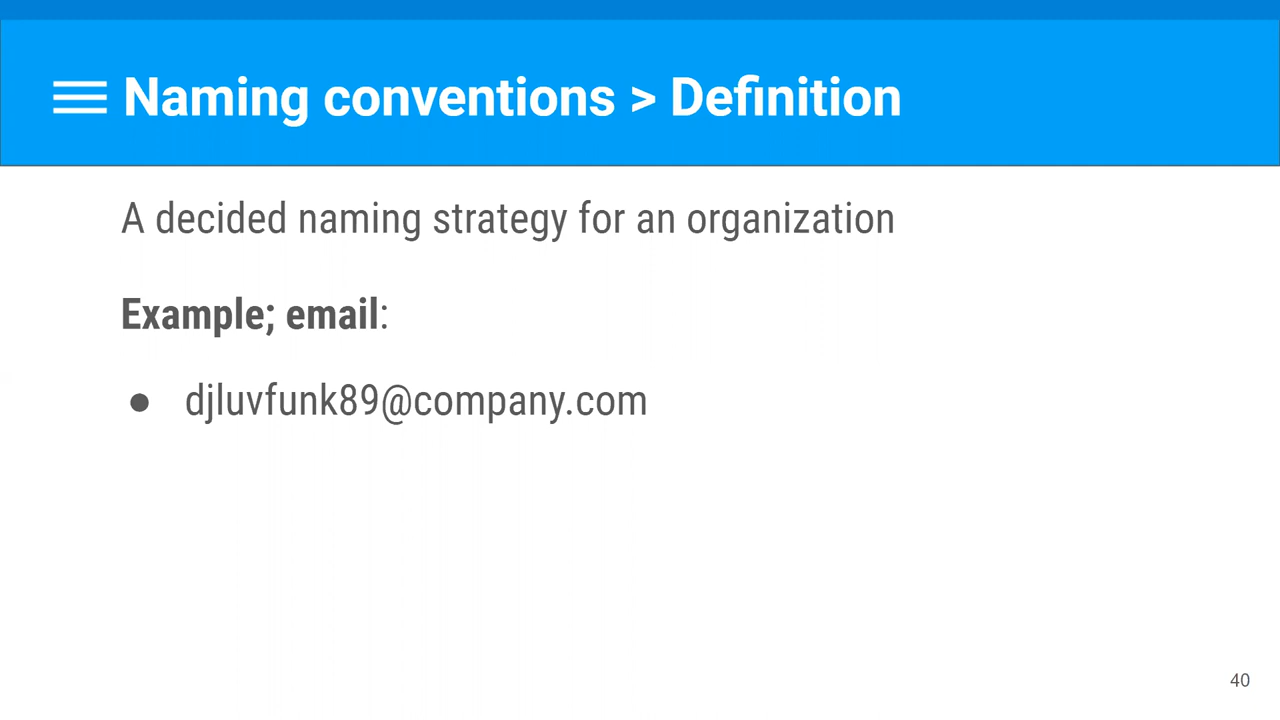 Naming conventions > Definition
A decided naming strategy for an organization
Example; email:
● djluvfunk89@company.com
40